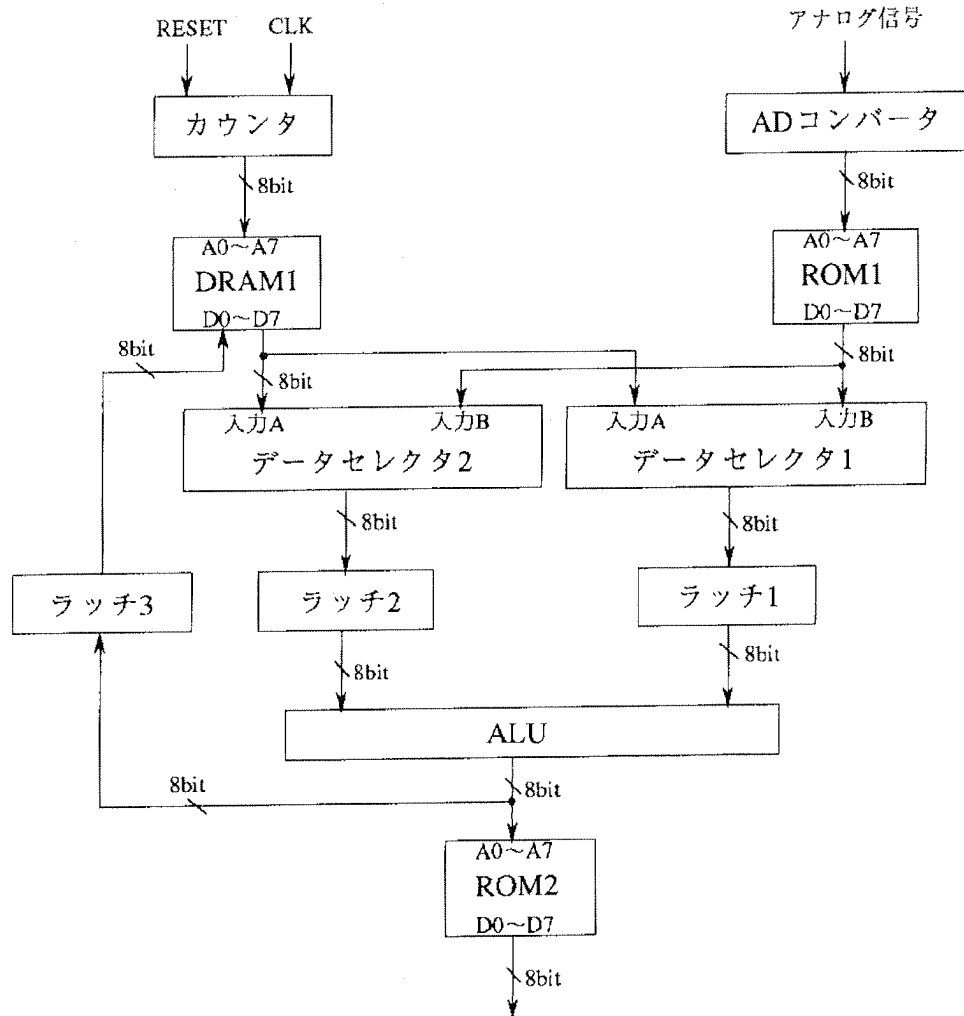 RESET CLK
アナログ信号
カウンタ
ADコンバータ
8bit
8bit
A0～A7
DRAM1
D0～D7
A0～A7
ROM1
D0～D7
8bit
8bit
8bit
入力A 入力B
データセレクタ2
入力A 入力B
データセレクタ1
8bit
8bit
ラッチ3
ラッチ2
ラッチ1
8bit
8bit
ALU
8bit
8bit
A0～A7
ROM2
D0～D7
8bit